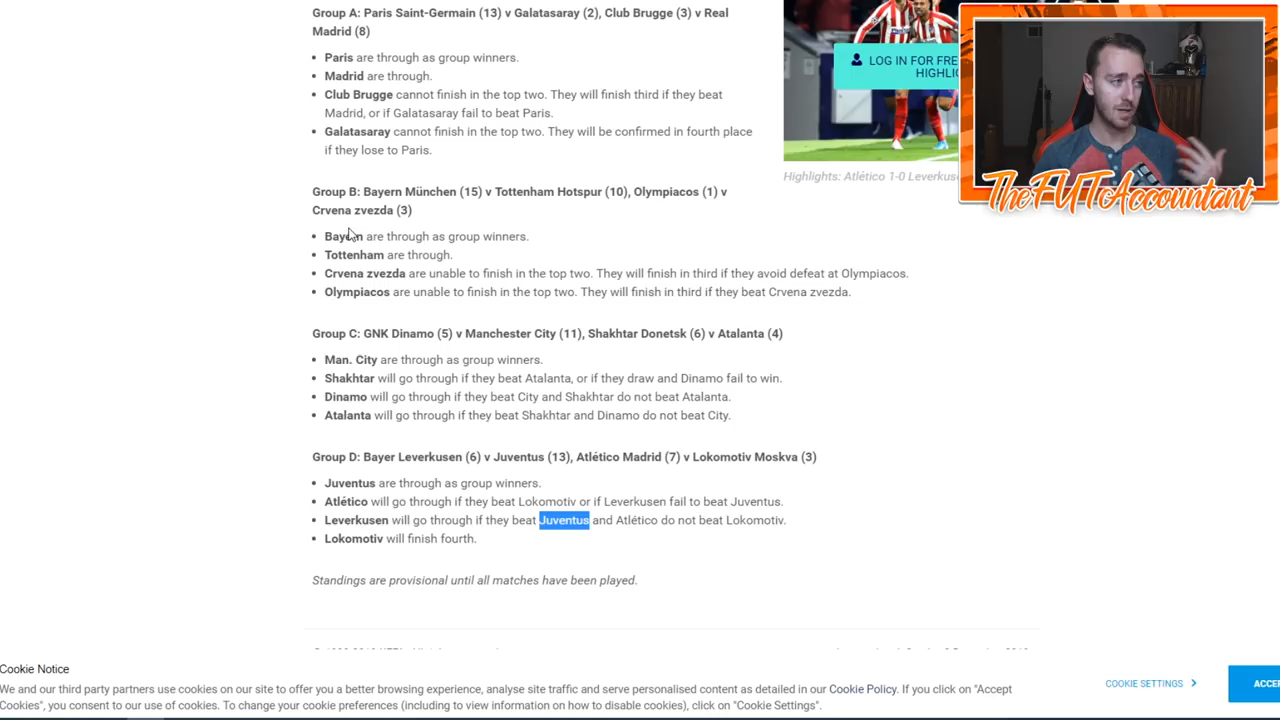 Group A: Paris Saint-Germain (13) v Galatasaray (2), Club Brugge (3) v Real
Madrid (8)
Paris are through as group winners.
Madrid are through.
Club Brugge cannot finish in the top two. They will finish third if they beat
Madrid, or if Galatasaray fail to beat Paris.
Galatasaray cannot finish in the top two. They will be confirmed in fourth place
if they lose to Paris.
LOG IN FOR FRE
HIGHLIG
Highlights: Atlético 1-0 Leverkus
TheFUTAccountant
Group B: Bayern München (15) v Tottenham Hotspur (10), Olympiacos (1) v
Crvena zvezda (3)
Bayern are through as group winners.
Tottenham are through.
Crvena zvezda are unable to finish in the top two. They will finish in third if they avoid defeat at Olympiacos.
Olympiacos are unable to finish in the top two. They will finish in third if they beat Crvena zvezda.
Group C: GNK Dinamo (5) v Manchester City (11), Shakhtar Donetsk (6) v Atalanta (4)
Man. City are through as group winners.
Shakhtar will go through if they beat Atalanta, or if they draw and Dinamo fail to win.
Dinamo will go through if they beat City and Shakhtar do not beat Atalanta.
Atalanta will go through if they beat Shakhtar and Dinamo do not beat City.
Group D: Bayer Leverkusen (6) v Juventus (13), Atlético Madrid (7) v Lokomotiv Moskva (3)
Juventus are through as group winners.
Atlético will go through if they beat Lokomotiv or if Leverkusen fail to beat Juventus.
Leverkusen will go through if they beat Juventus and Atlético do not beat Lokomotiv.
Lokomotiv will finish fourth.
Standings are provisional until all matches have been played.
Cookie Notice
We and our third party partners use cookies on our site to offer you a better browsing experience, analyse site traffic and serve personalised content as detailed in our Cookie Policy. If you click on "Accept
Cookies", you consent to our use of cookies. To change your cookie preferences (including to view information on how to disable cookies), click on "Cookie Settings".
COOKIE SETTINGS
ACCEP